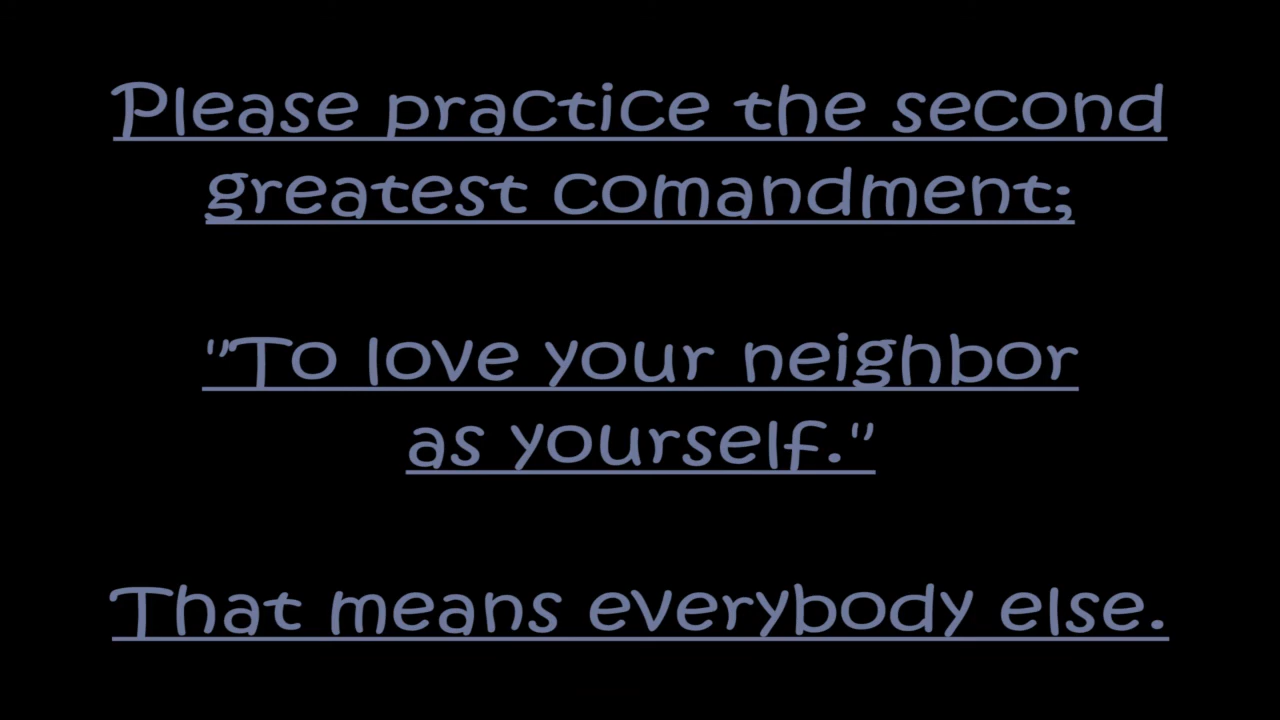 Please practice the second
greatest comandment;
"To love your neighbor
as yourself."
That means everybody else.